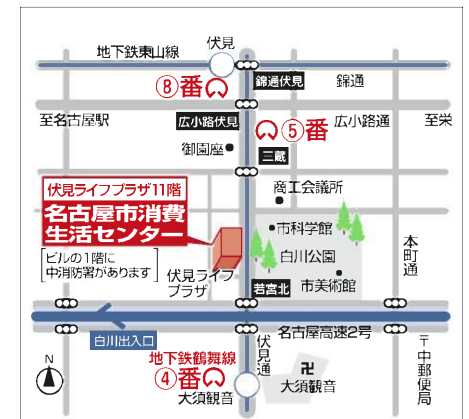 伏見
地下鉄東山線
⑧番
錦通伏見
錦通
至名古屋駅
広小路伏見
⑤番
広小路通
至栄
御園座
三蔵
商工会議所
伏見ライフプラザ11階
名古屋市消費
生活センター
ビルの1階に
中消防署があります
市科学館
白川公園
本町通
伏見ライフ
プラザ
若宮北
市美術館
白川出入口
名古屋高速2号
伏見通
地下鉄鶴舞線
④番
大須観音
卍
大須観音
〒中郵便局
N